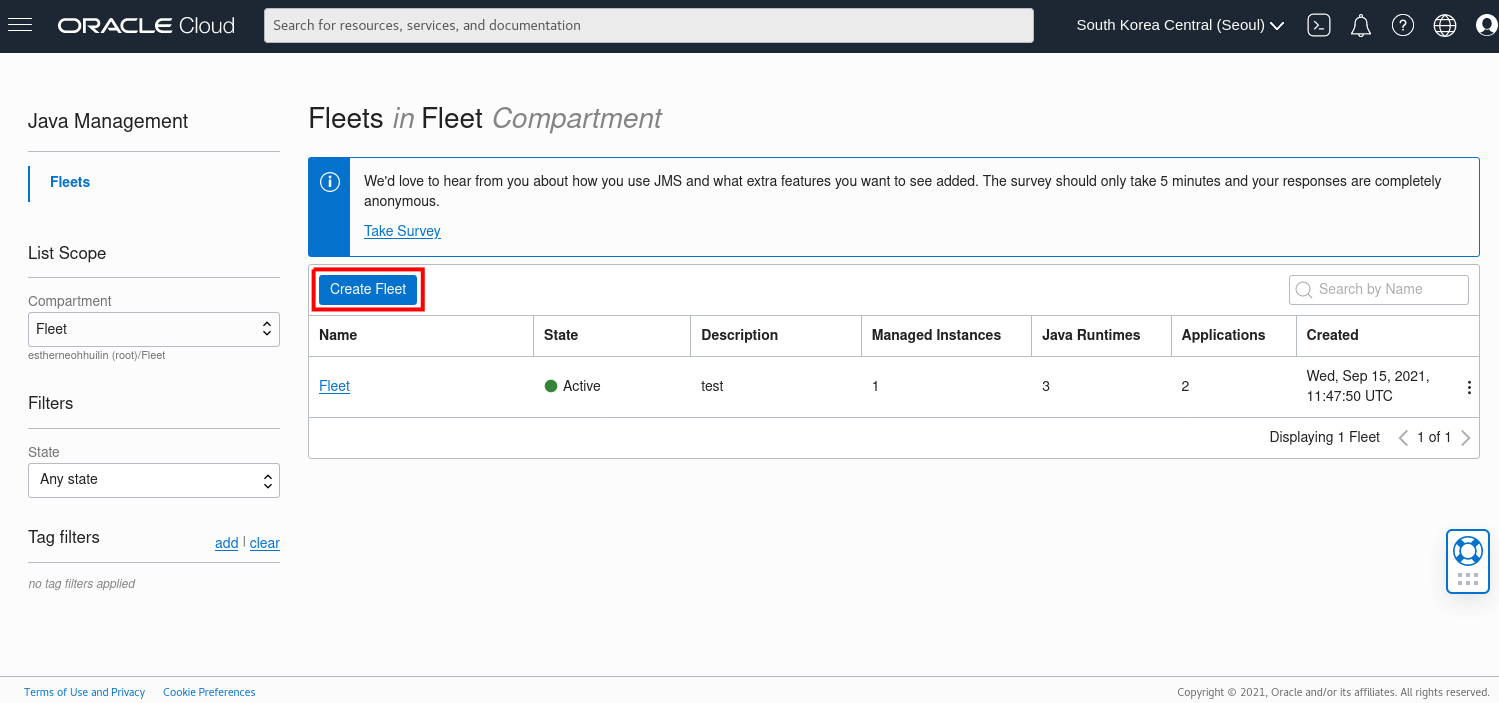 ORACLE Cloud
Search for resources, services, and documentation
South Korea Central (Seoul)
Java Management
Fleets
List Scope
Compartment
Fleet
estherneohhuilin (root)/Fleet
Filters
State
Any state
Tag filters
add | clear
no tag filters applied
Fleets in Fleet Compartment
We'd love to hear from you about how you use JMS and what extra features you want to see added. The survey should only take 5 minutes and your responses are completely
anonymous.
Take Survey
Create Fleet
Search by Name
Name State Description Managed Instances Java Runtimes Applications Created
Fleet Active test 1 3 2 Wed, Sep 15, 2021,
11:47:50 UTC
Displaying 1 Fleet 1 of 1
Terms of Use and Privacy Cookie Preferences
Copyright © 2021, Oracle and/or its affiliates. All rights reserved.